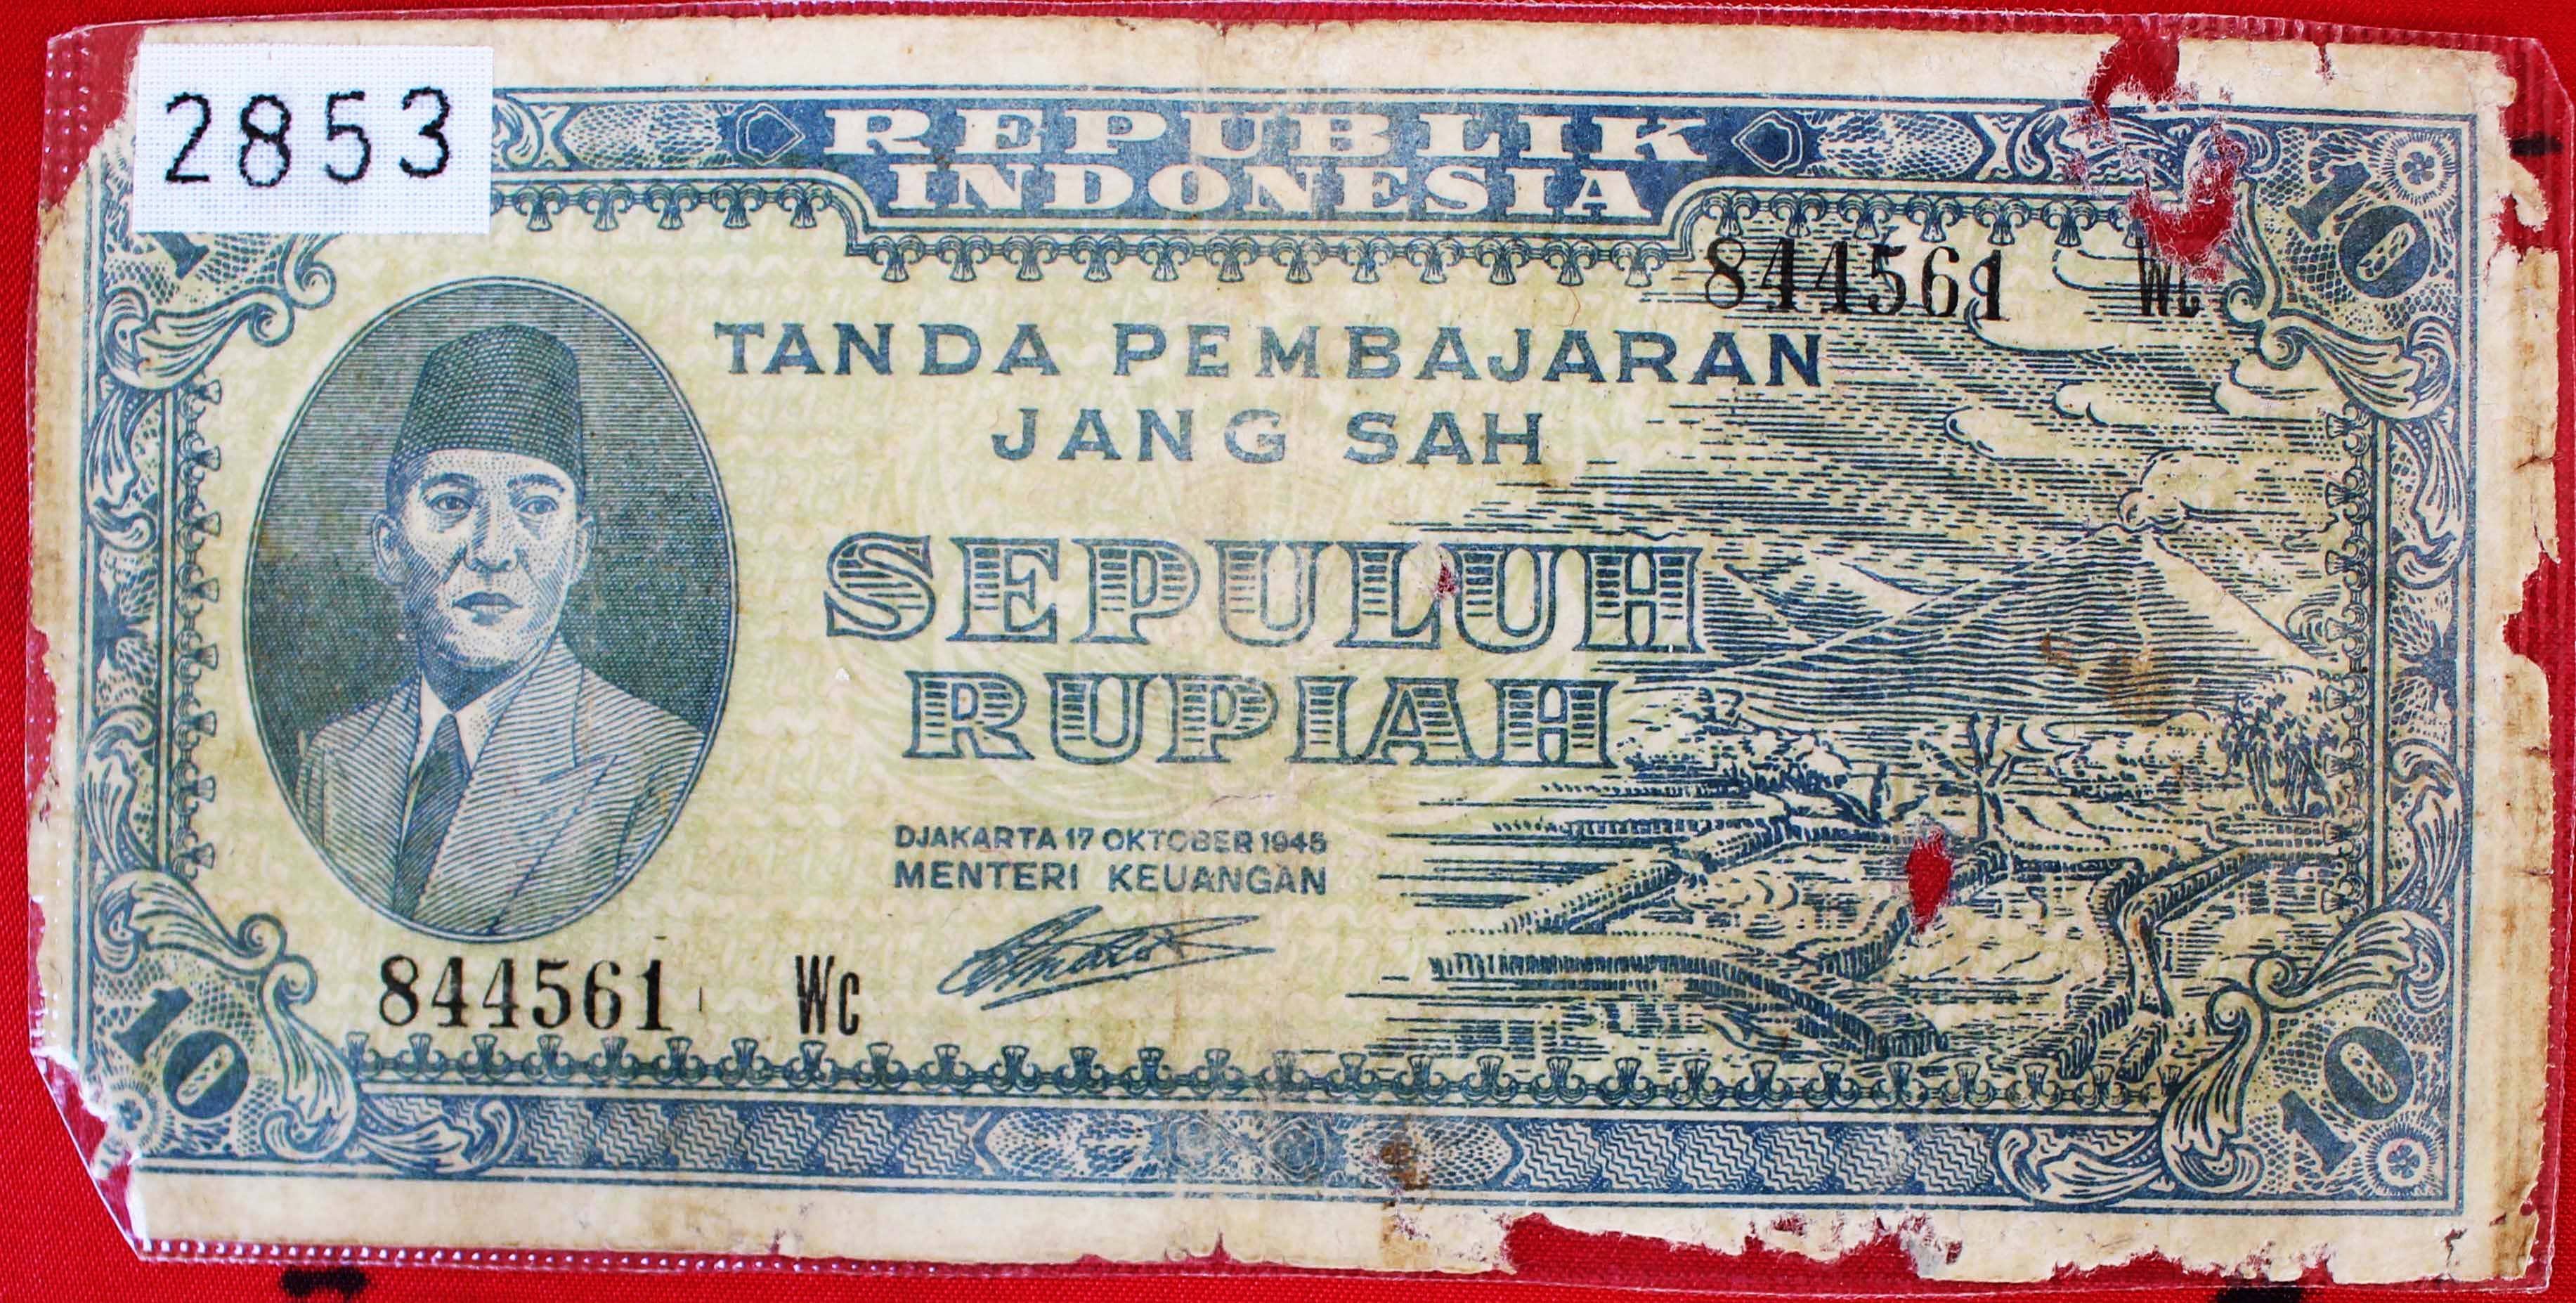 2853
REPUBLIK
INDONESIA
10
844561 Wc
TANDA PEMBAJARAN
JANG SAH
SEPULUH
RUPIAH
DJAKARTA 17 OKTOBER 1945
MENTERI KEUANGAN
844561 Wc
10
10